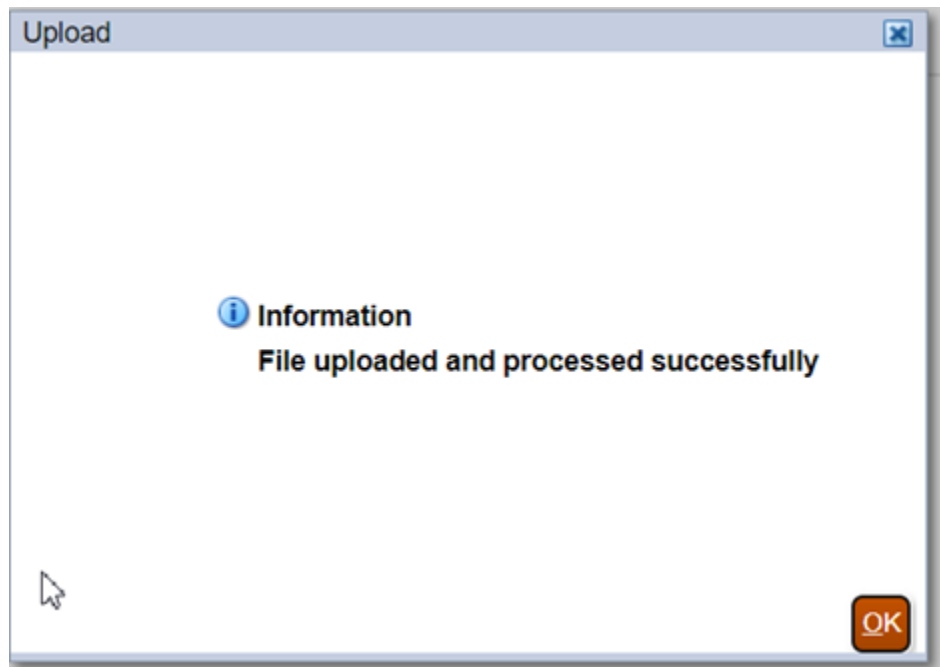 Upload
Information
File uploaded and processed successfully
OK